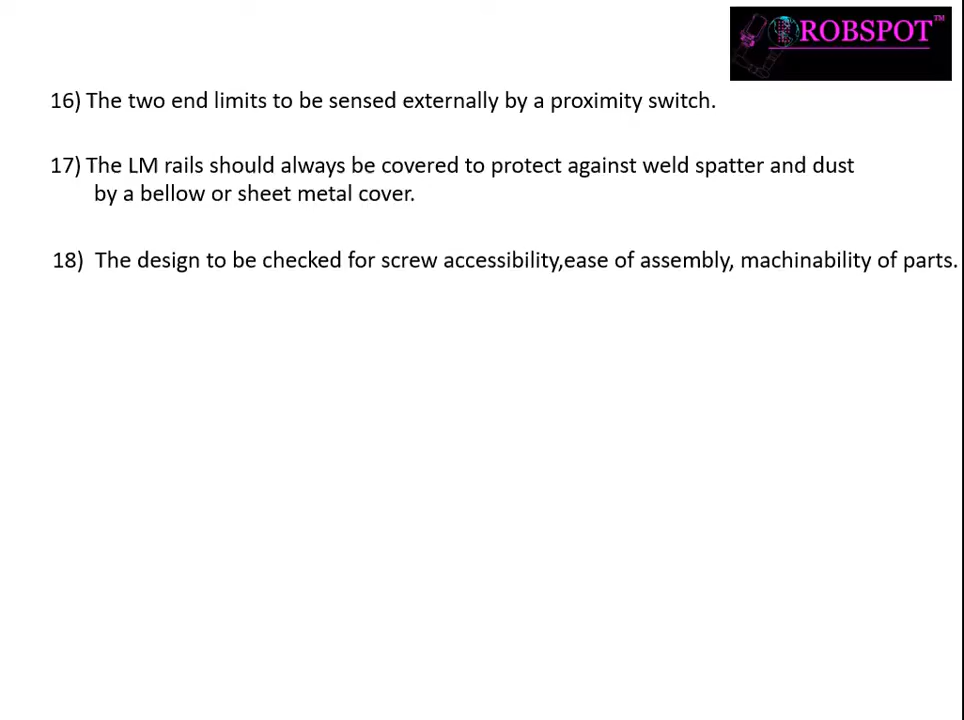 ROBSPOT™
16) The two end limits to be sensed externally by a proximity switch.
17) The LM rails should always be covered to protect against weld spatter and dust
by a bellow or sheet metal cover.
18) The design to be checked for screw accessibility,ease of assembly, machinability of parts.